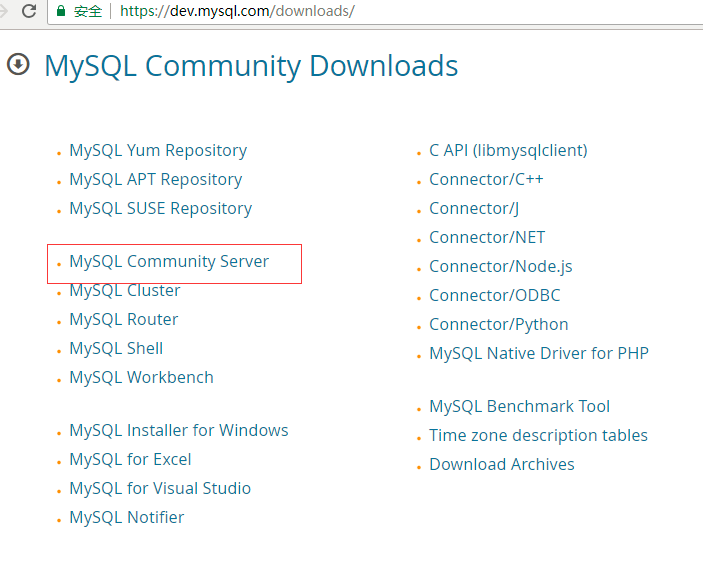 安全 https://dev.mysql.com/downloads/
MySQL Community Downloads
MySQL Yum Repository
MySQL APT Repository
MySQL SUSE Repository
MySQL Community Server
MySQL Cluster
MySQL Router
MySQL Shell
MySQL Workbench
MySQL Installer for Windows
MySQL for Excel
MySQL for Visual Studio
MySQL Notifier
C API (libmysqlclient)
Connector/C++
Connector/J
Connector/NET
Connector/Node.js
Connector/ODBC
Connector/Python
MySQL Native Driver for PHP
MySQL Benchmark Tool
Time zone description tables
Download Archives